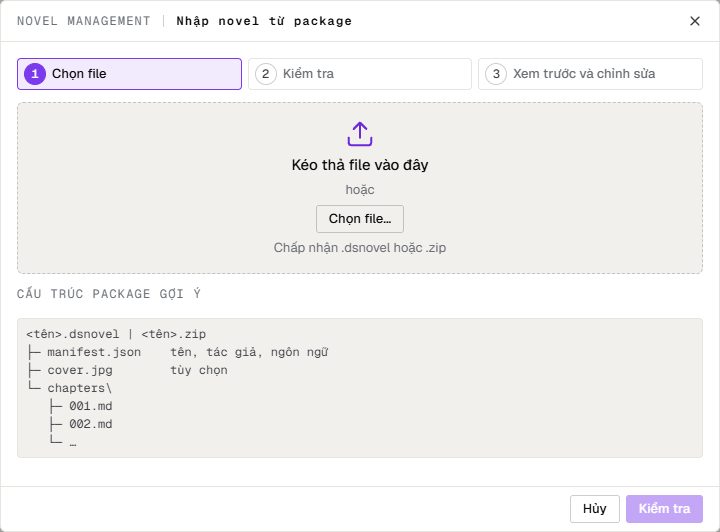 NOVEL MANAGEMENT | Nhập novel từ package
1 Chọn file
2 Kiểm tra
3 Xem trước và chỉnh sửa
Kéo thả file vào đây
hoặc
Chọn file...
Chấp nhận .dsnovel hoặc .zip
CẤU TRÚC PACKAGE GỢI Ý
<tên>.dsnovel | <tên>.zip
├─ manifest.json    tên, tác giả, ngôn ngữ
├─ cover.jpg        tùy chọn
└─ chapters\
   ├─ 001.md
   ├─ 002.md
   └─ …
Hủy
Kiểm tra